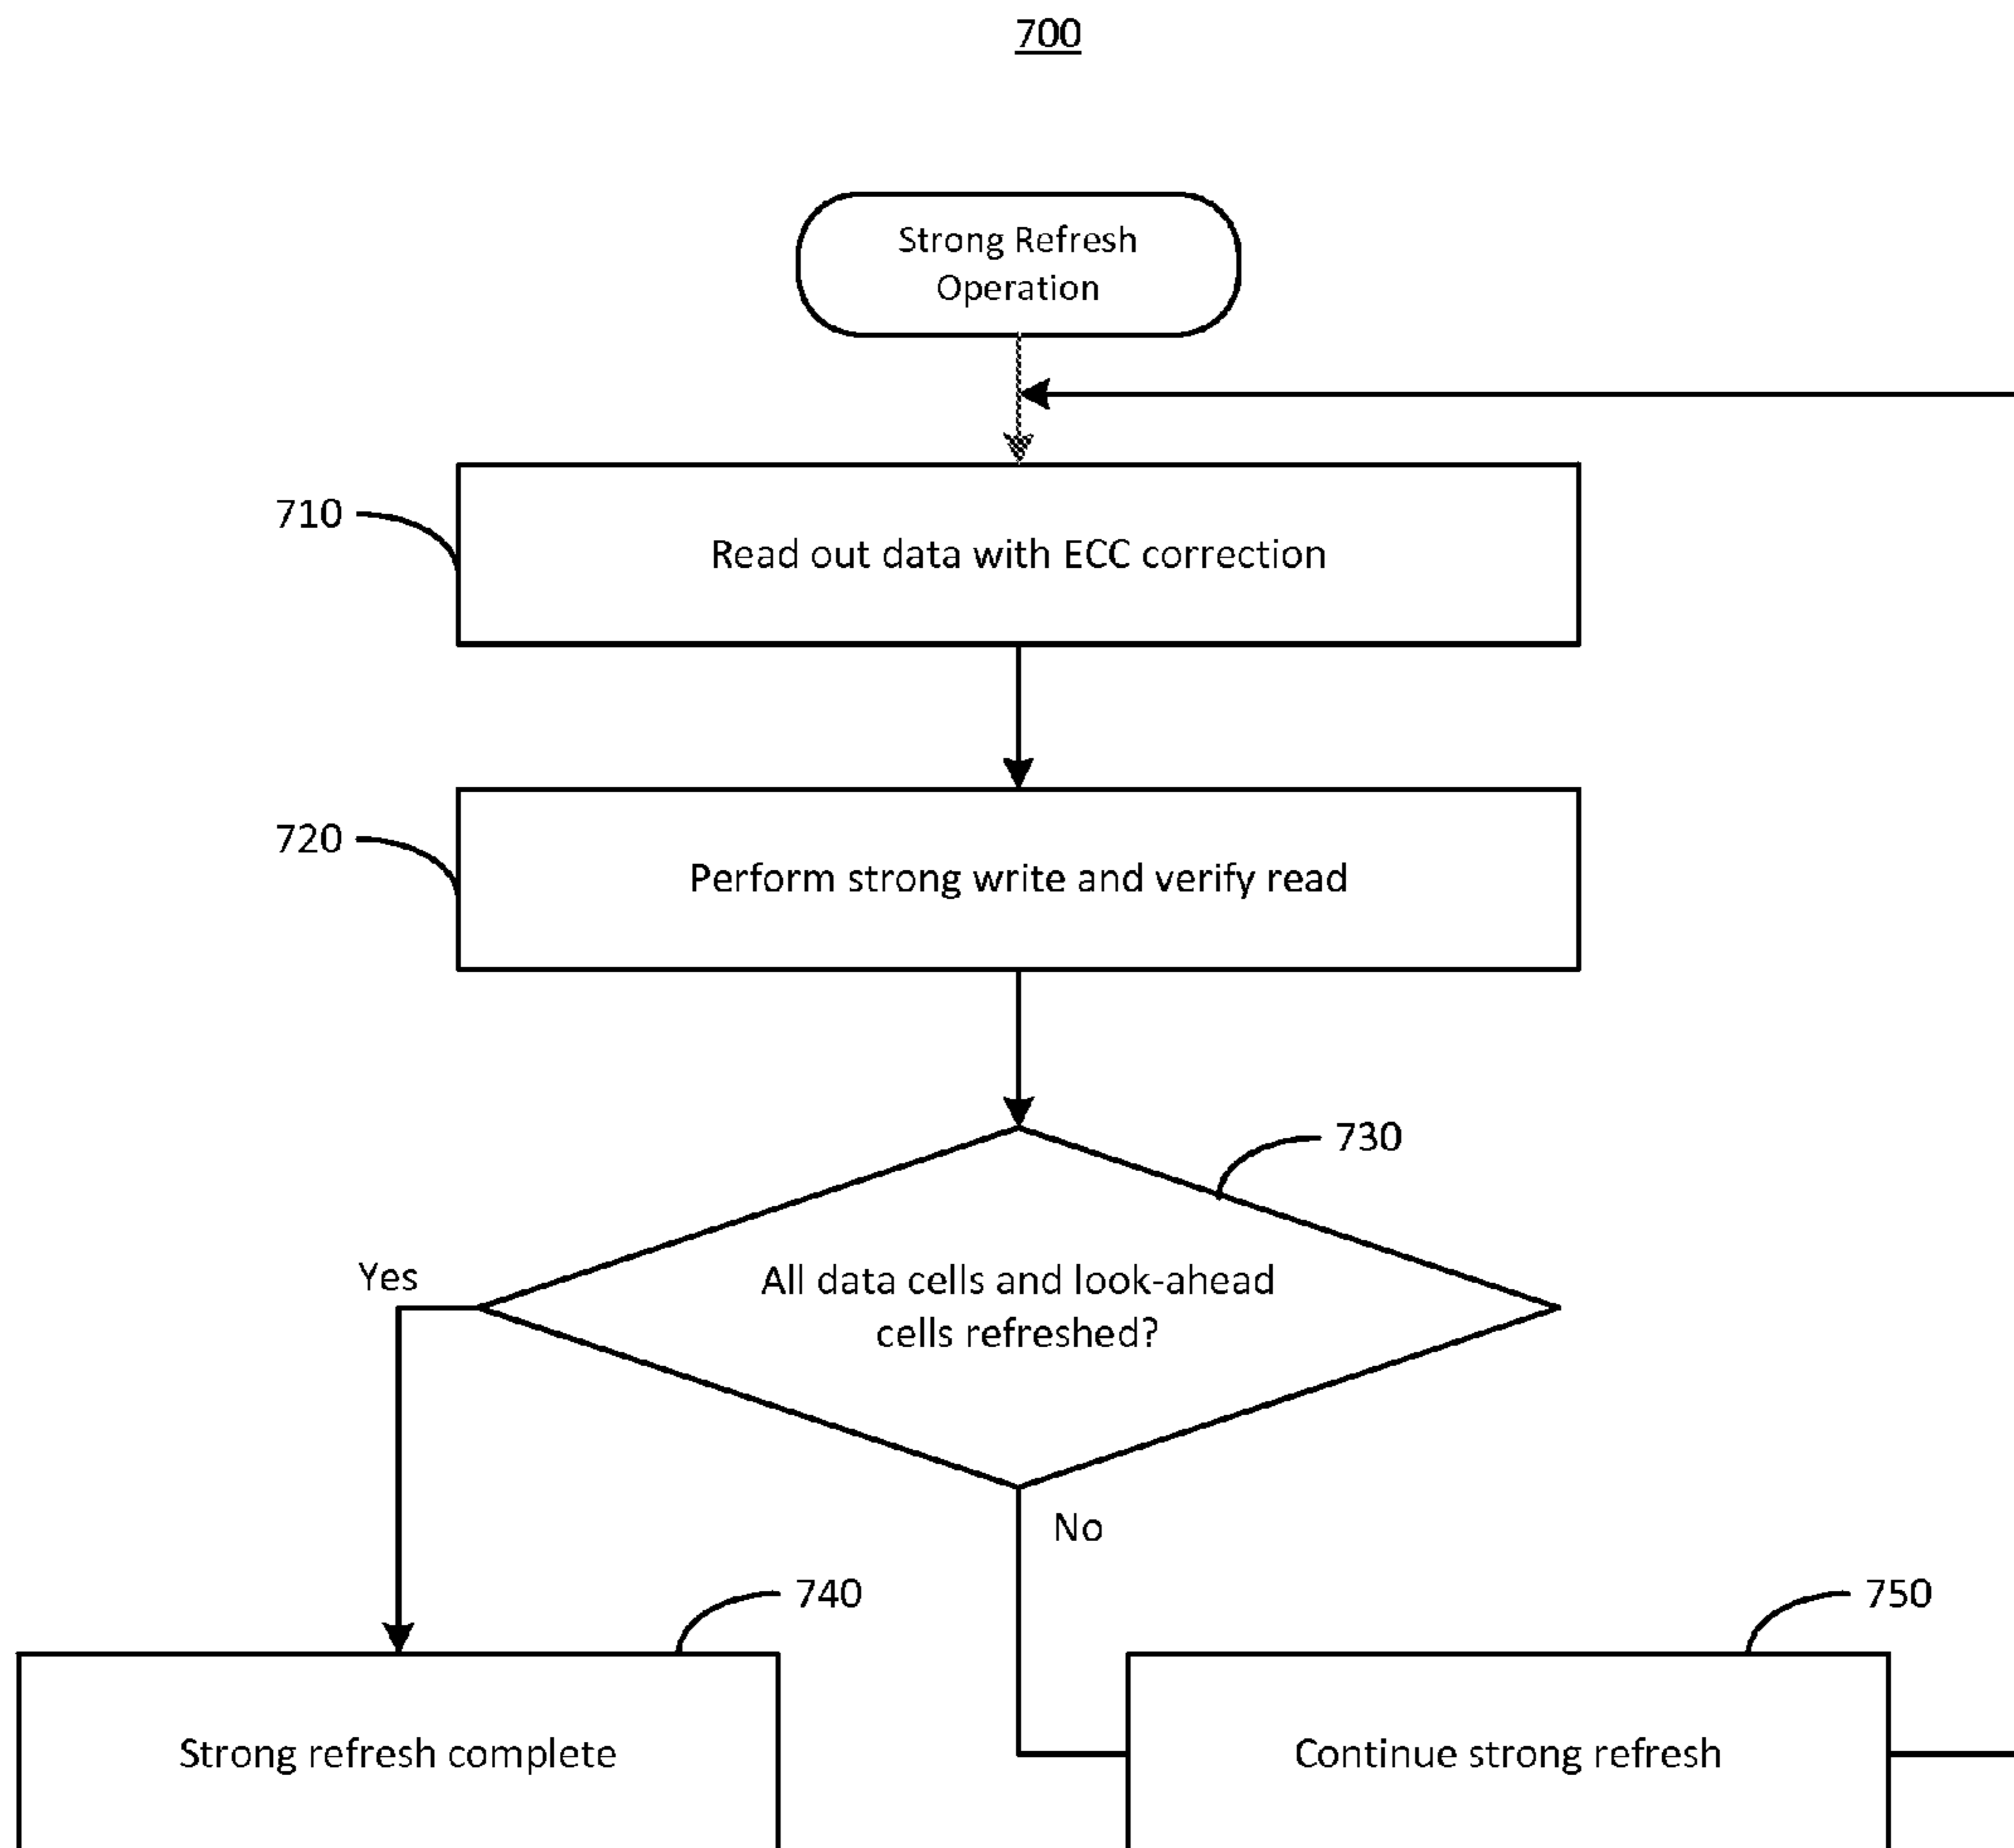 700
Strong Refresh
Operation
710
Read out data with ECC correction
720
Perform strong write and verify read
730
Yes
All data cells and look-ahead
cells refreshed?
No
740
750
Strong refresh complete
Continue strong refresh